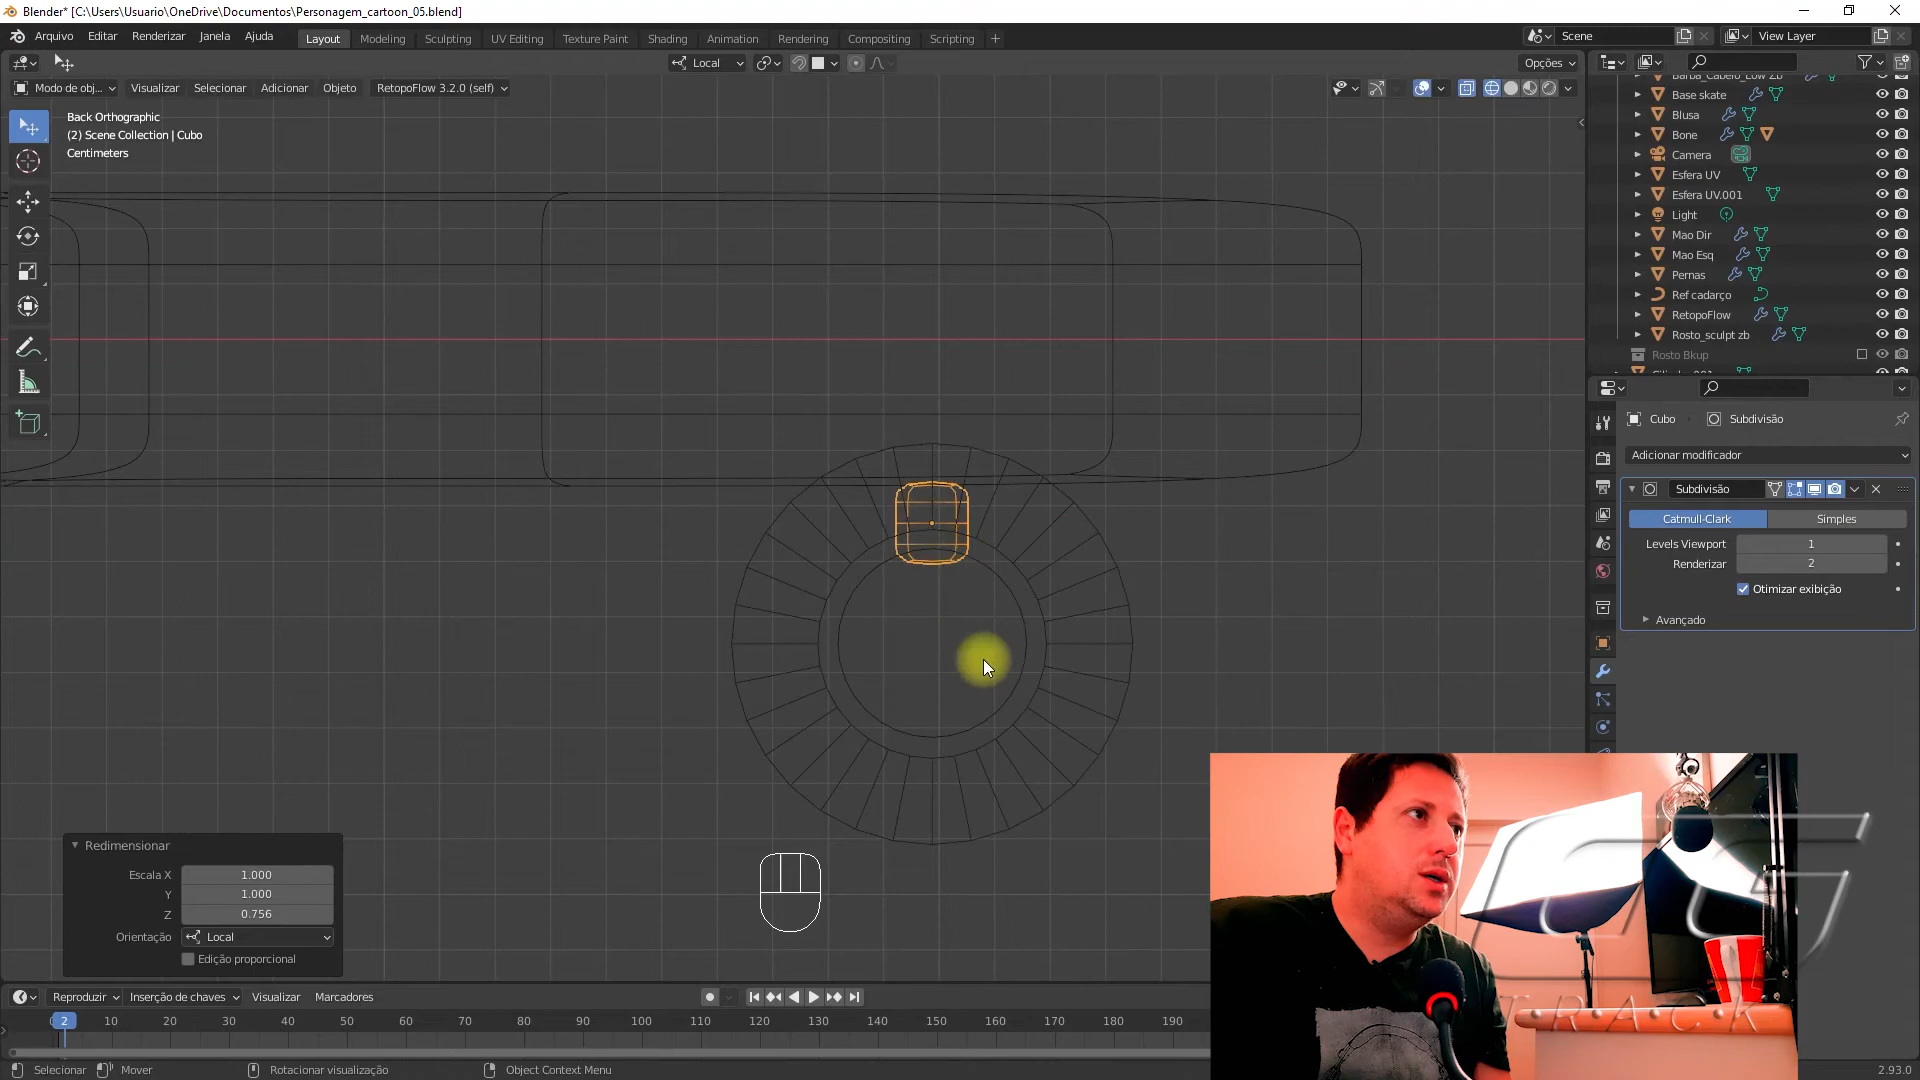 Blender* [C:\Users\Usuario\OneDrive\Documentos\Personagem_cartoon_05.blend]
Arquivo Editar Renderizar Janela Ajuda Layout Modeling Sculpting UV Editing Texture Paint Shading Animation Rendering Compositing Scripting + Scene View Layer
Local Opções
Modo de obj... Visualizar Selecionar Adicionar Objeto RetopoFlow 3.2.0 (self)
Back Orthographic
(2) Scene Collection | Cubo
Centimeters
Barba_Cabelo_Low Zb
Base skate
Blusa
Bone
Camera
Esfera UV
Esfera UV.001
Light
Mao Dir
Mao Esq
Pernas
Ref cadarço
RetopoFlow
Rosto_sculpt zb
Rosto Bkup
Cubo Subdivisão
Adicionar modificador
Subdivisão
Catmull-Clark Simples
Levels Viewport 1
Renderizar 2
Otimizar exibição
Avançado
Redimensionar
Escala X 1.000
Y 1.000
Z 0.756
Orientação Local
Edição proporcional
TRACK
Reproduzir Inserção de chaves Visualizar Marcadores
2 10 20 30 40 50 60 70 80 90 100 110 120 130 140 150 160 170 180 190
Selecionar Mover Rotacionar visualização Object Context Menu 2.93.0